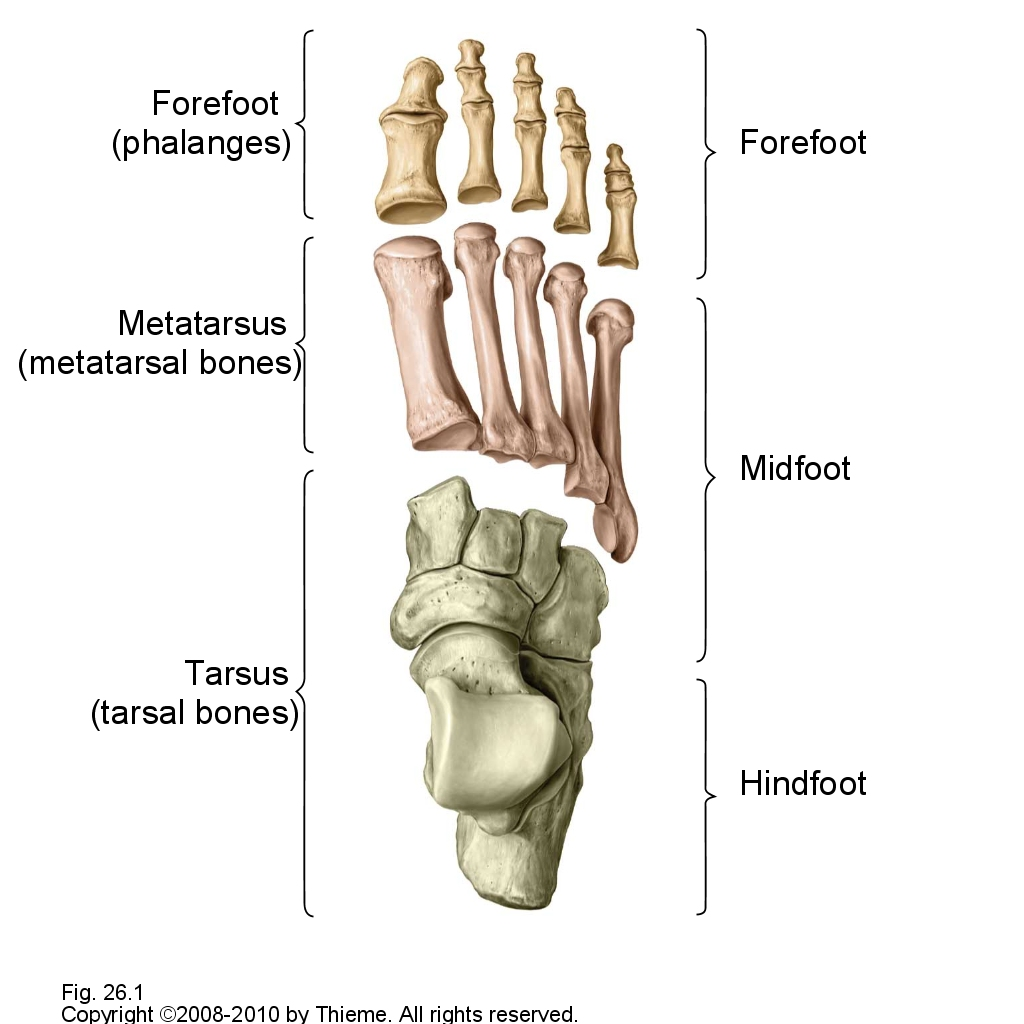 Forefoot
(phalanges)
Forefoot
Metatarsus
(metatarsal bones)
Midfoot
Tarsus
(tarsal bones)
Hindfoot
Fig. 26.1
Copyright ©2008-2010 by Thieme. All rights reserved.